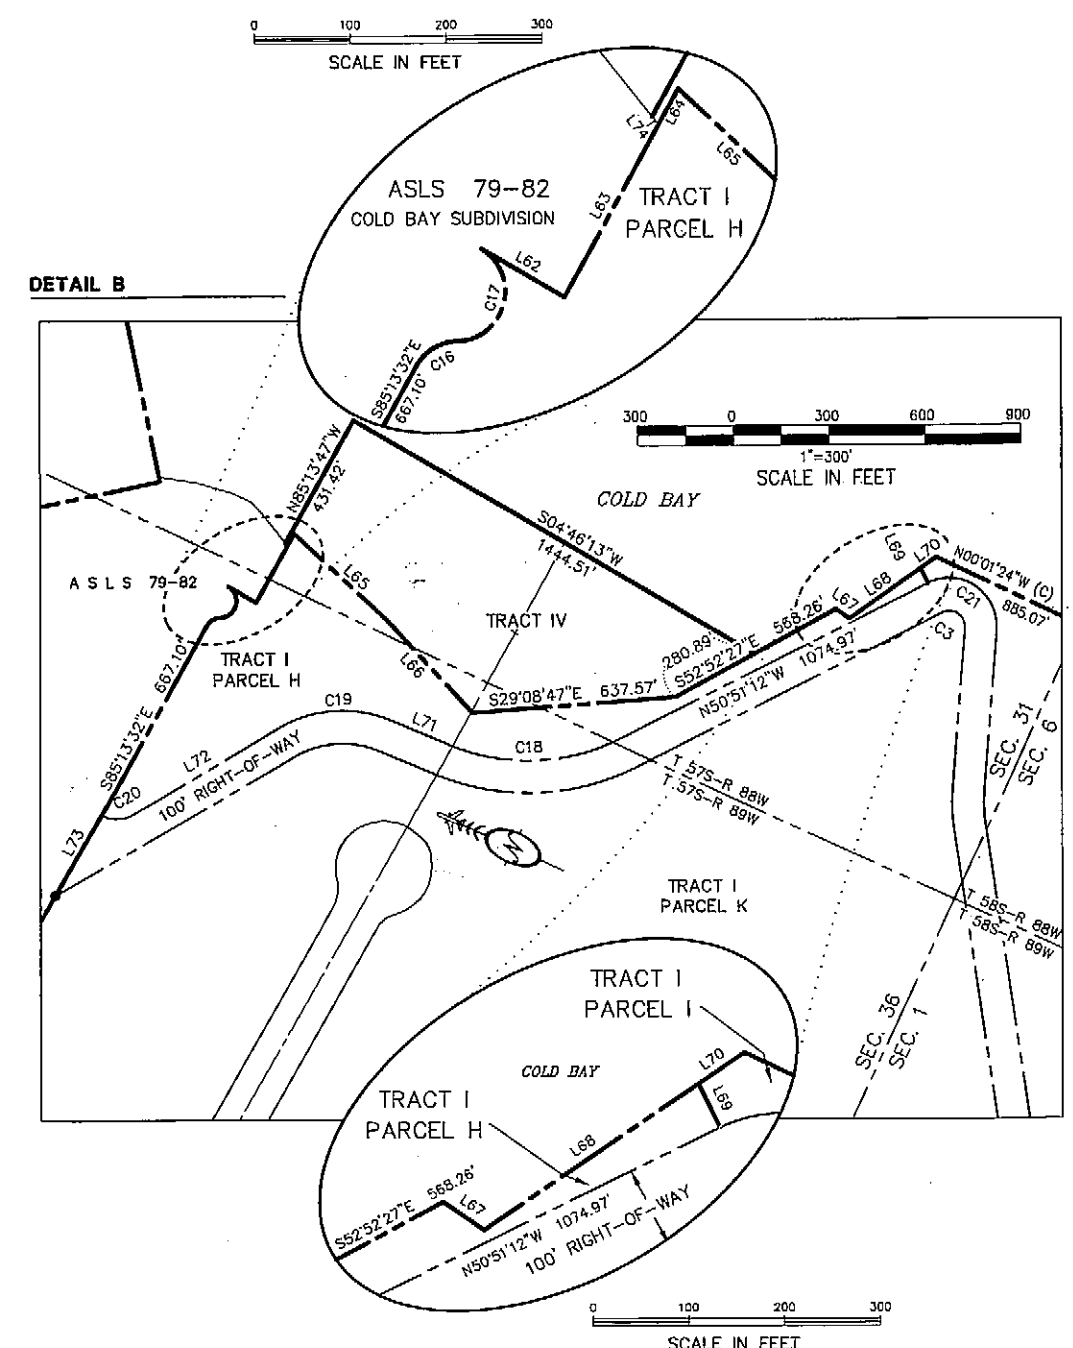 0 100 200 300
SCALE IN FEET
L74
L64
L65
L63
ASLS 79-82
COLD BAY SUBDIVISION
TRACT I
PARCEL H
L62
C17
C16
S85°13'32"E
667.10'
DETAIL B
300 0 300 600 900
1"=300'
SCALE IN FEET
N85°13'47"W
431.42'
COLD BAY
S04°46'13"W
1444.51'
L69
L70
N00°01'24"W (C)
885.07'
L65
A S L S 79-82
L68
L67
C21
568.26'
C3
TRACT IV
280.89'
S52°52'27"E
1074.97'
N50°51'12"W
667.10'
S85°13'32"E
TRACT I
PARCEL H
L66
S29°08'47"E 637.57'
C19
L71
C18
L72
100' RIGHT-OF-WAY
C20
L73
SEC. 31
SEC. 6
T 57S-R 88W
T 57S-R 89W
N
TRACT I
PARCEL K
T 58S-R 88W
T 58S-R 89W
SEC. 36
SEC. 1
TRACT I
PARCEL I
COLD BAY
L70
L69
TRACT I
PARCEL H
L68
568.26'
S52°52'27"E
L67
N50°51'12"W 1074.97'
100' RIGHT-OF-WAY
0 100 200 300
SCALE IN FEET